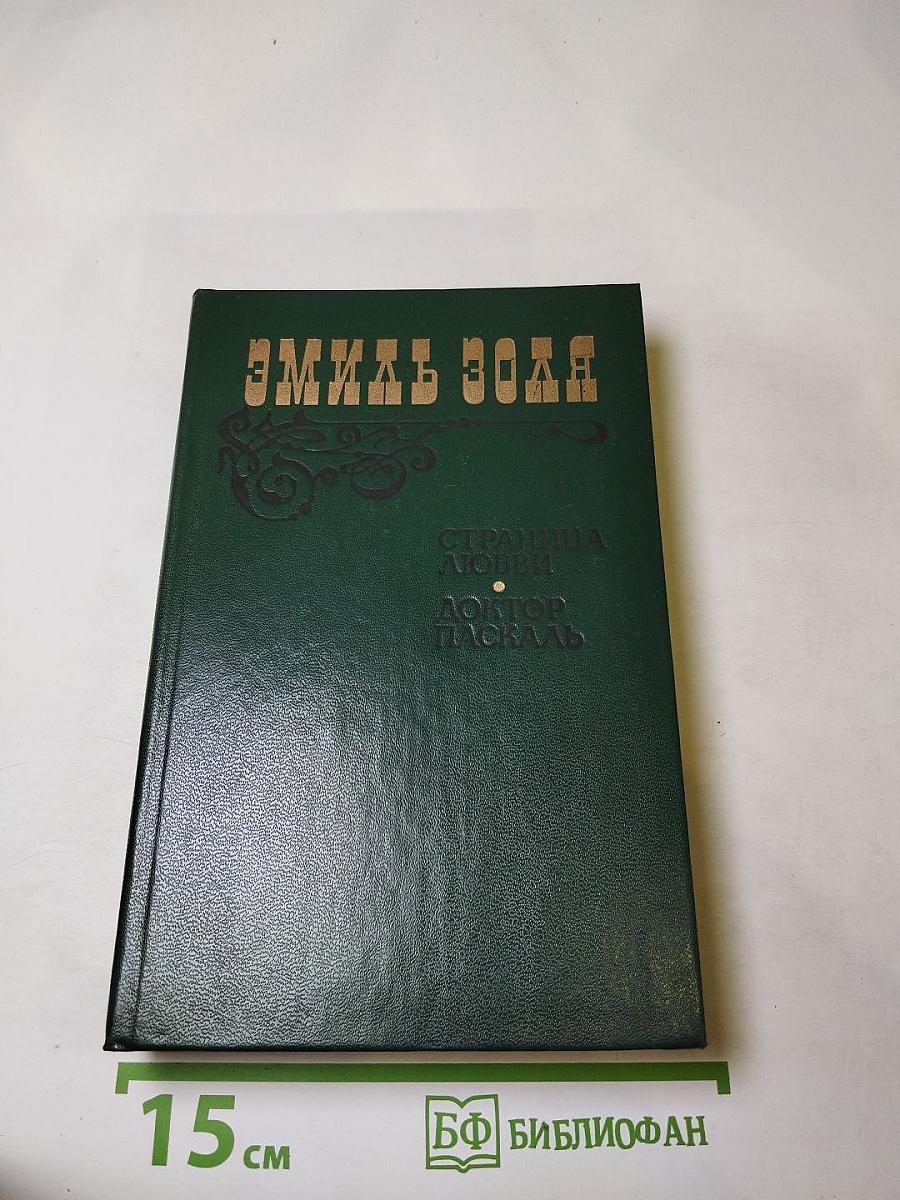 ЭМИЛЬ ЗОЛЯ
СТРАНИЦА
ЛЮБВИ
ДОКТОР
ПАСКАЛЬ
15 см
БФ БИБЛИОФАН